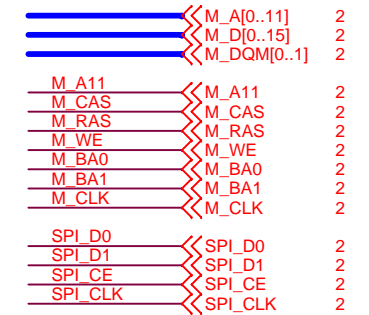 M_A[0..11] 2
M_D[0..15] 2
M_DQM[0..1] 2
M_A11 M_A11 2
M_CAS M_CAS 2
M_RAS M_RAS 2
M_WE M_WE 2
M_BA0 M_BA0 2
M_BA1 M_BA1 2
M_CLK M_CLK 2
SPI_D0 SPI_D0 2
SPI_D1 SPI_D1 2
SPI_CE SPI_CE 2
SPI_CLK SPI_CLK 2